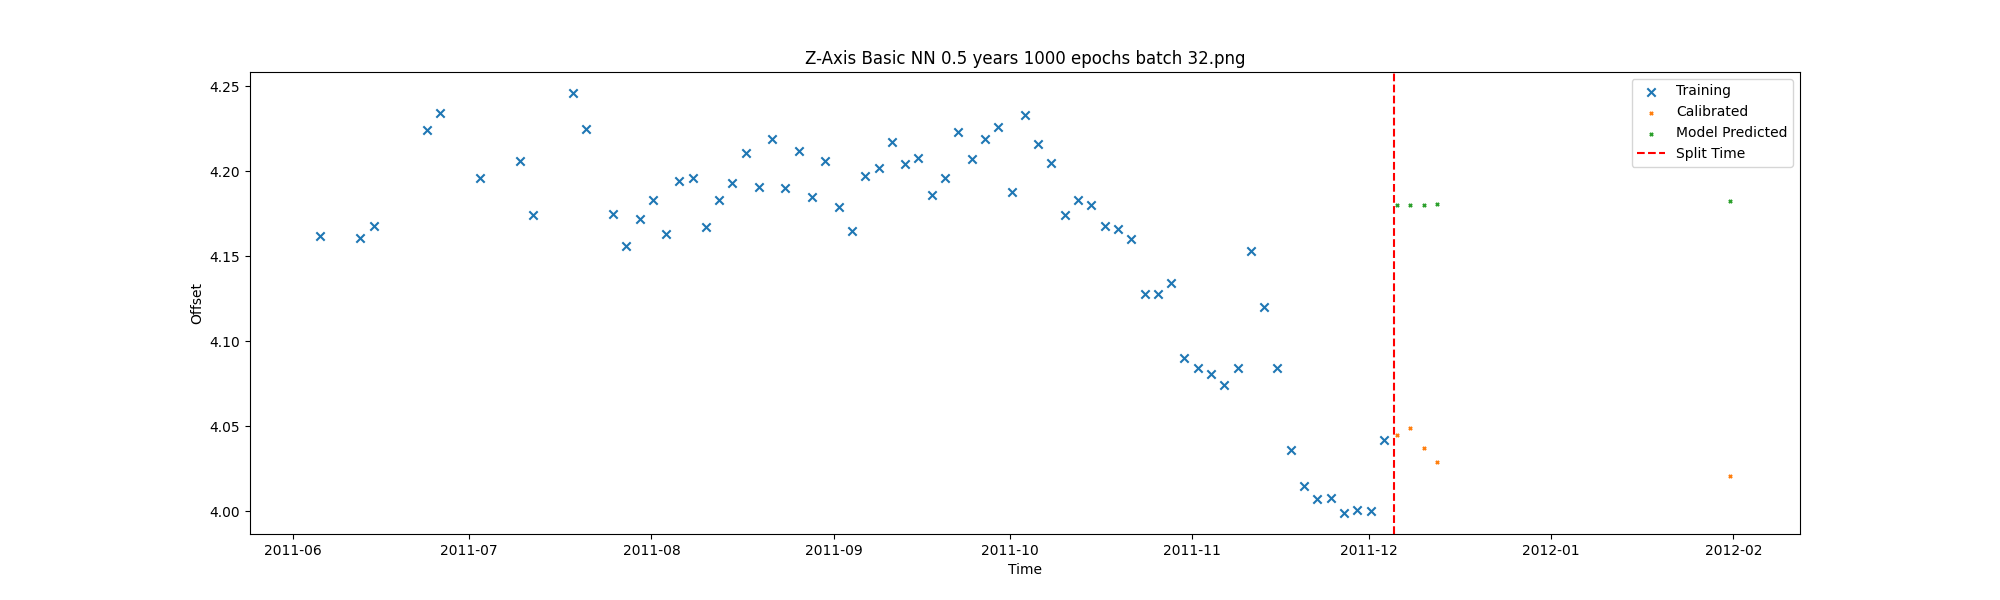 Z-Axis Basic NN 0.5 years 1000 epochs batch 32.png
Training
Calibrated
Model Predicted
Split Time
4.25
4.20
4.15
4.10
4.05
4.00
Offset
2011-06 2011-07 2011-08 2011-09 2011-10 2011-11 2011-12 2012-01 2012-02
Time